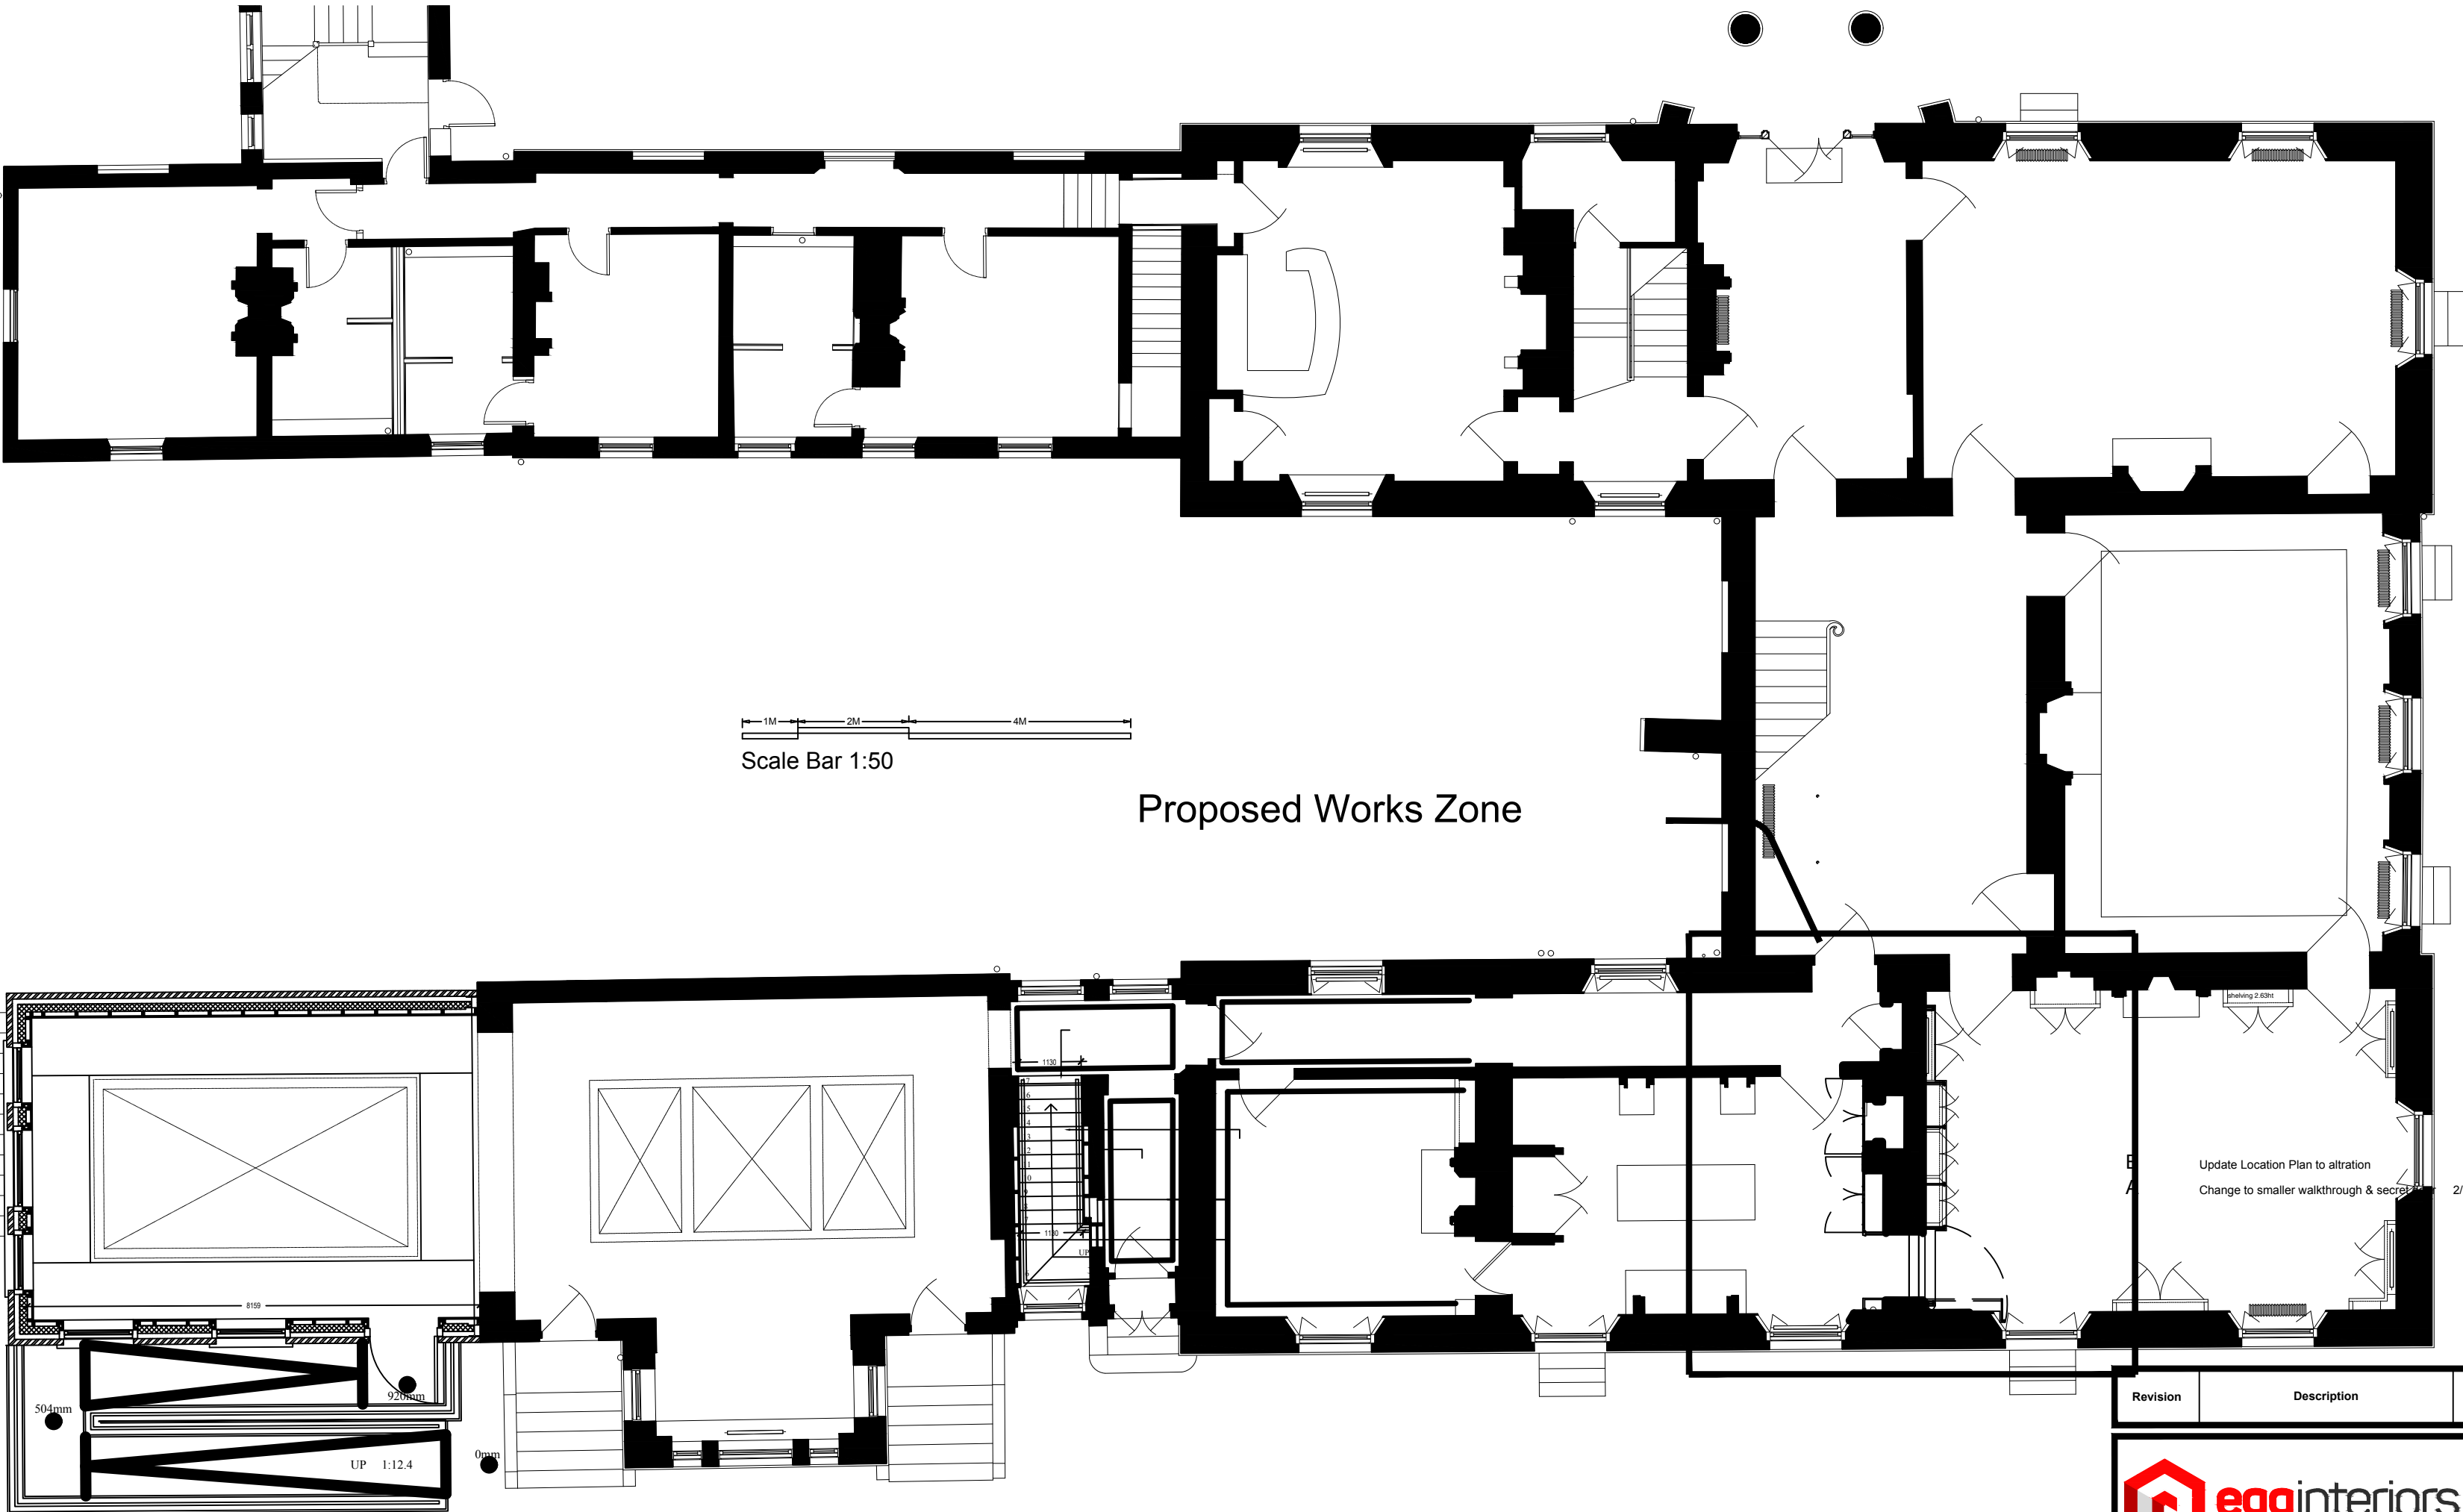 1M 2M 4M
Scale Bar 1:50
Proposed Works Zone
shelving 2.63ht
1130
1130
UP
8159
Update Location Plan to altration
Change to smaller walkthrough & secret
2/
504mm
920mm
0mm
UP 1:12.4
Revision Description
egginteriors